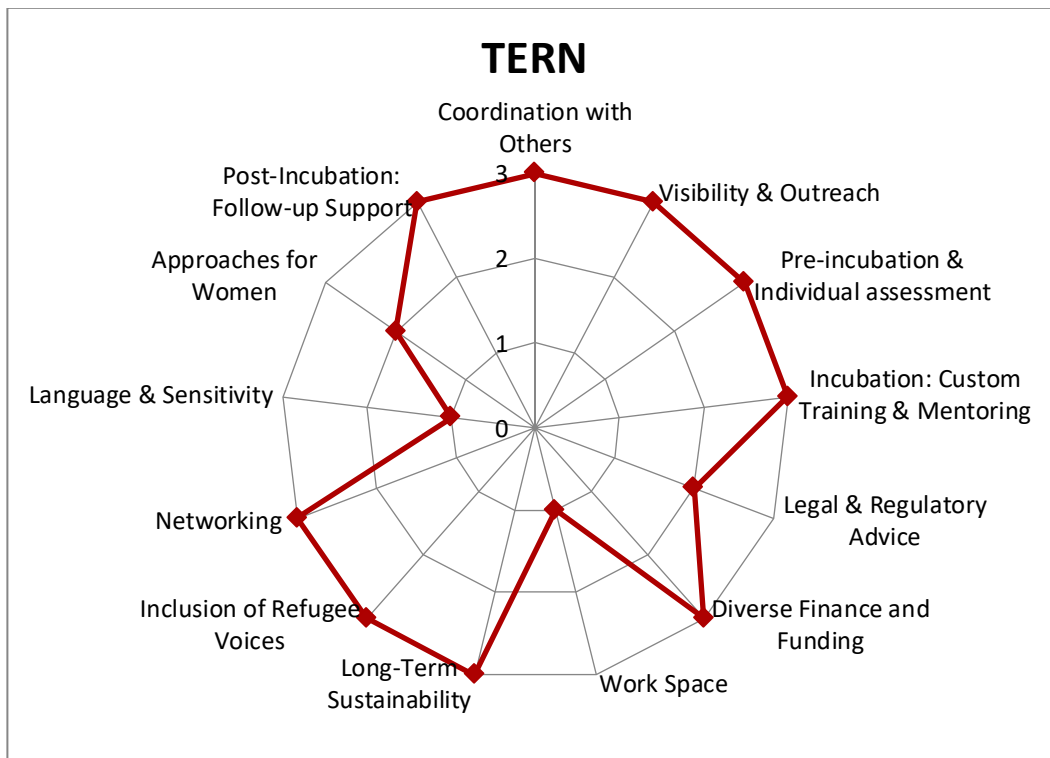 TERN
Coordination with
Others
Visibility & Outreach
Pre-incubation &
Individual assessment
Incubation: Custom
Training & Mentoring
Legal & Regulatory
Advice
Diverse Finance and
Funding
Work Space
Long-Term
Sustainability
Inclusion of Refugee
Voices
Networking
Language & Sensitivity
Approaches for
Women
Post-Incubation:
Follow-up Support
3
2
1
0